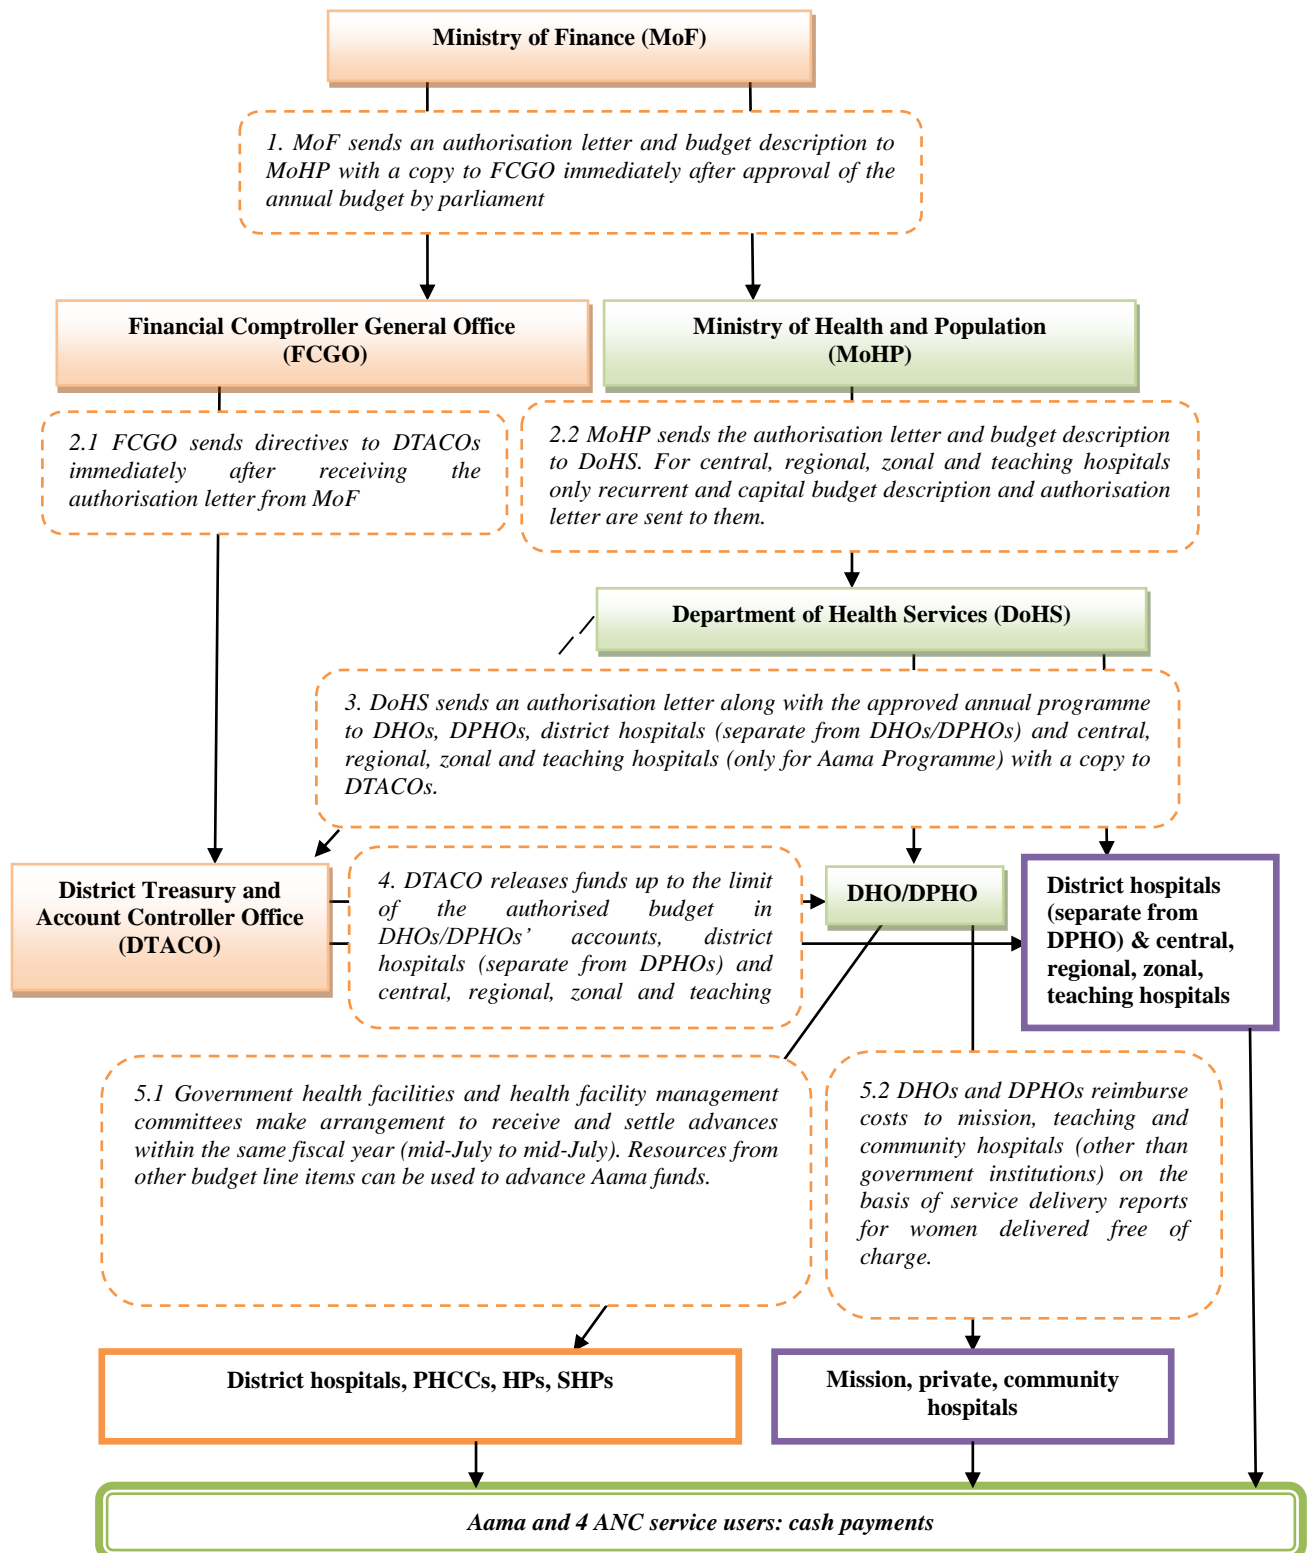 Ministry of Finance (MoF)
1. MoF sends an authorisation letter and budget description to
MoHP with a copy to FCGO immediately after approval of the
annual budget by parliament
Financial Comptroller General Office
(FCGO)
Ministry of Health and Population
(MoHP)
2.1 FCGO sends directives to DTACOs
immediately after receiving the
authorisation letter from MoF
2.2 MoHP sends the authorisation letter and budget description
to DoHS. For central, regional, zonal and teaching hospitals
only recurrent and capital budget description and authorisation
letter are sent to them.
Department of Health Services (DoHS)
3. DoHS sends an authorisation letter along with the approved annual programme
to DHOs, DPHOs, district hospitals (separate from DHOs/DPHOs) and central,
regional, zonal and teaching hospitals (only for Aama Programme) with a copy to
DTACOs.
District Treasury and
Account Controller Office
(DTACO)
4. DTACO releases funds up to the limit
of the authorised budget in
DHOs/DPHOs' accounts, district
hospitals (separate from DPHOs) and
central, regional, zonal and teaching
DHO/DPHO
District hospitals
(separate from
DPHO) & central,
regional, zonal,
teaching hospitals
5.1 Government health facilities and health facility management
committees make arrangement to receive and settle advances
within the same fiscal year (mid-July to mid-July). Resources from
other budget line items can be used to advance Aama funds.
5.2 DHOs and DPHOs reimburse
costs to mission, teaching and
community hospitals (other than
government institutions) on the
basis of service delivery reports
for women delivered free of
charge.
District hospitals, PHCCs, HPs, SHPs
Mission, private, community
hospitals
Aama and 4 ANC service users: cash payments